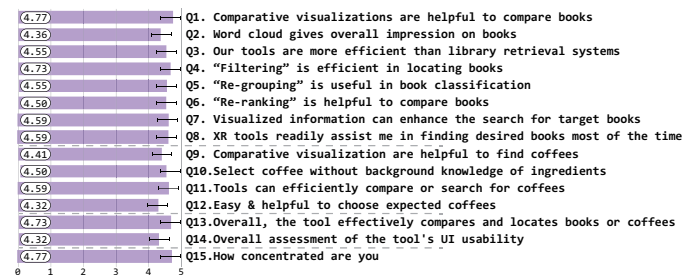 4.77 Q1. Comparative visualizations are helpful to compare books
4.36 Q2. Word cloud gives overall impression on books
4.55 Q3. Our tools are more efficient than library retrieval systems
4.73 Q4. “Filtering” is efficient in locating books
4.55 Q5. “Re-grouping” is useful in book classification
4.50 Q6. “Re-ranking” is helpful to compare books
4.59 Q7. Visualized information can enhance the search for target books
4.59 Q8. XR tools readily assist me in finding desired books most of the time
4.41 Q9. Comparative visualization are helpful to find coffees
4.50 Q10.Select coffee without background knowledge of ingredients
4.59 Q11.Tools can efficiently compare or search for coffees
4.32 Q12.Easy & helpful to choose expected coffees
4.73 Q13.Overall, the tool effectively compares and locates books or coffees
4.32 Q14.Overall assessment of the tool's UI usability
4.77 Q15.How concentrated are you
0 1 2 3 4 5